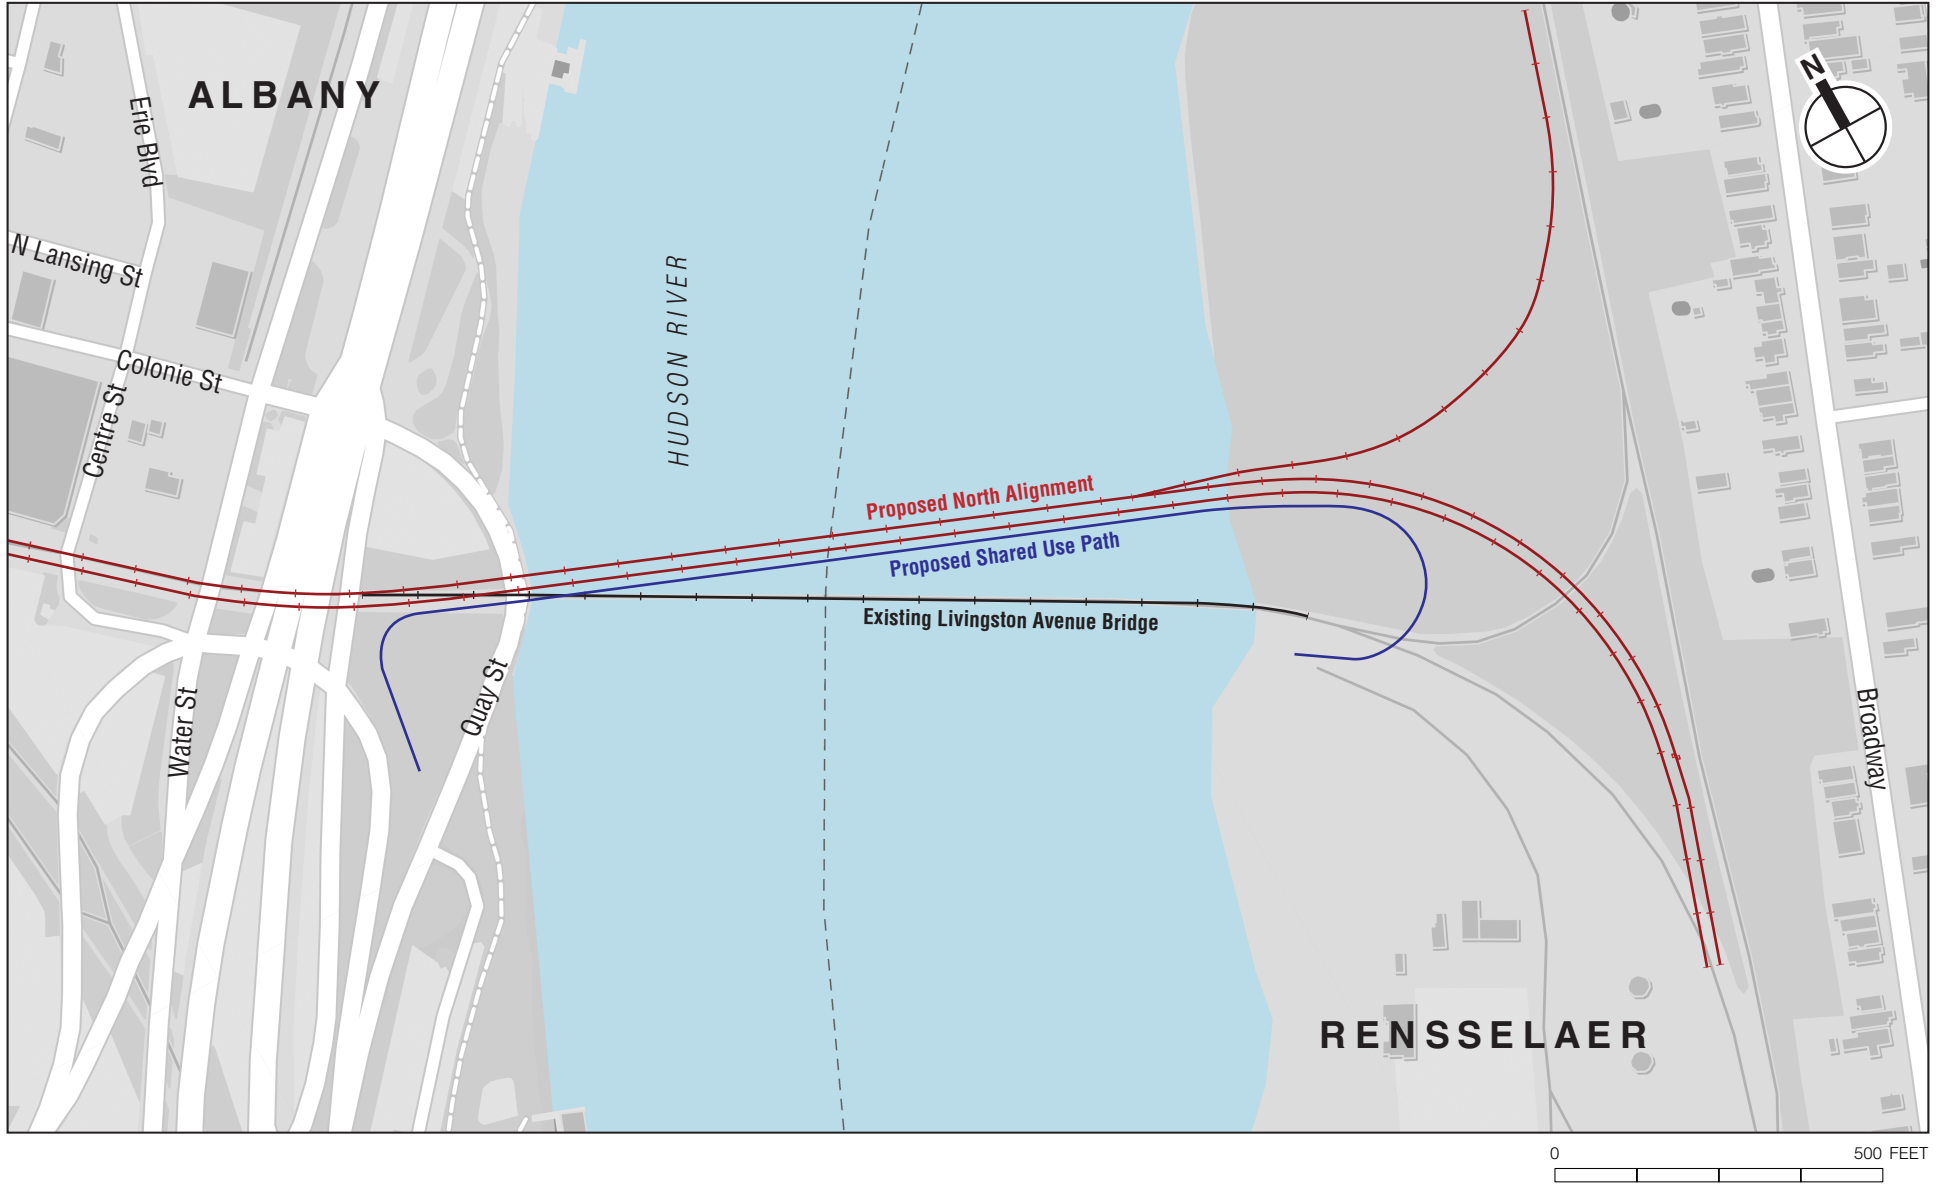 ALBANY
N
Erie Blvd
N Lansing St
HUDSON RIVER
Colonie St
Centre St
Proposed North Alignment
Proposed Shared Use Path
Existing Livingston Avenue Bridge
Quay St
Water St
Broadway
RENSSELAER
0 500 FEET